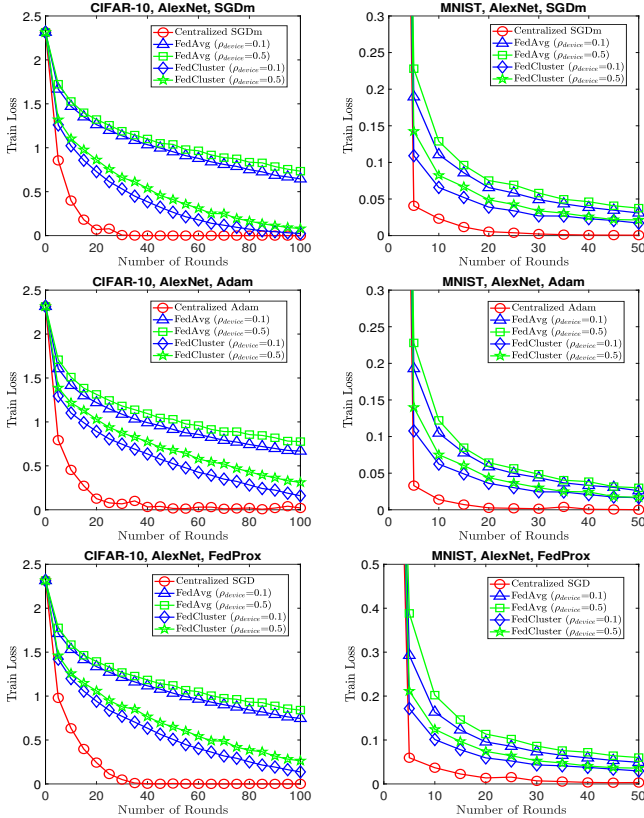 CIFAR-10, AlexNet, SGDm
2.5
2
1.5
1
0.5
0
Train Loss
0 20 40 60 80 100
Number of Rounds
Centralized SGDm
FedAvg (ρdevice=0.1)
FedAvg (ρdevice=0.5)
FedCluster (ρdevice=0.1)
FedCluster (ρdevice=0.5)
MNIST, AlexNet, SGDm
0.3
0.25
0.2
0.15
0.1
0.05
0
Train Loss
0 10 20 30 40 50
Number of Rounds
Centralized SGDm
FedAvg (ρdevice=0.1)
FedAvg (ρdevice=0.5)
FedCluster (ρdevice=0.1)
FedCluster (ρdevice=0.5)
CIFAR-10, AlexNet, Adam
2.5
2
1.5
1
0.5
0
Train Loss
0 20 40 60 80 100
Number of Rounds
Centralized Adam
FedAvg (ρdevice=0.1)
FedAvg (ρdevice=0.5)
FedCluster (ρdevice=0.1)
FedCluster (ρdevice=0.5)
MNIST, AlexNet, Adam
0.3
0.25
0.2
0.15
0.1
0.05
0
Train Loss
0 10 20 30 40 50
Number of Rounds
Centralized Adam
FedAvg (ρdevice=0.1)
FedAvg (ρdevice=0.5)
FedCluster (ρdevice=0.1)
FedCluster (ρdevice=0.5)
CIFAR-10, AlexNet, FedProx
2.5
2
1.5
1
0.5
0
Train Loss
0 20 40 60 80 100
Number of Rounds
Centralized SGD
FedAvg (ρdevice=0.1)
FedAvg (ρdevice=0.5)
FedCluster (ρdevice=0.1)
FedCluster (ρdevice=0.5)
MNIST, AlexNet, FedProx
0.5
0.4
0.3
0.2
0.1
0
Train Loss
10 20 30 40 50
Number of Rounds
Centralized SGD
FedAvg (ρdevice=0.1)
FedAvg (ρdevice=0.5)
FedCluster (ρdevice=0.1)
FedCluster (ρdevice=0.5)